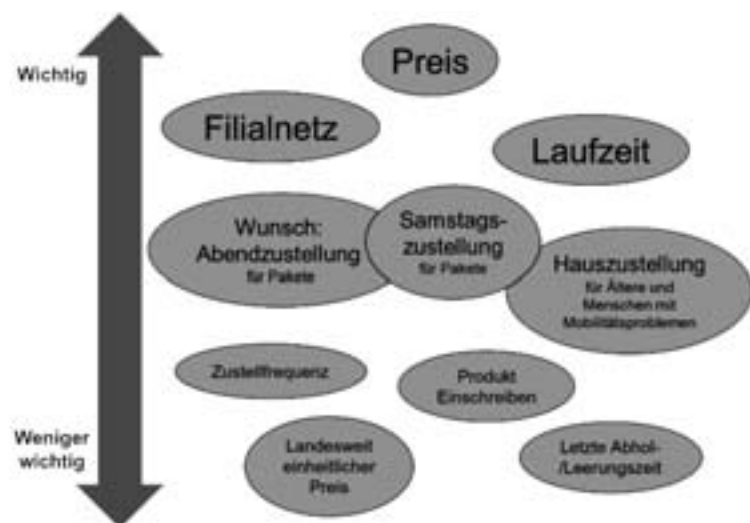 Wichtig
Preis
Filialnetz
Laufzeit
Wunsch:
Abendzustellung
für Pakete
Samstags-
zustellung
für Pakete
Hauszustellung
für Ältere und
Menschen mit
Mobilitätsproblemen
Zustellfrequenz
Produkt
Einschreiben
Weniger
wichtig
Landesweit
einheitlicher
Preis
Letzte Abhol-
/Leerungszeit